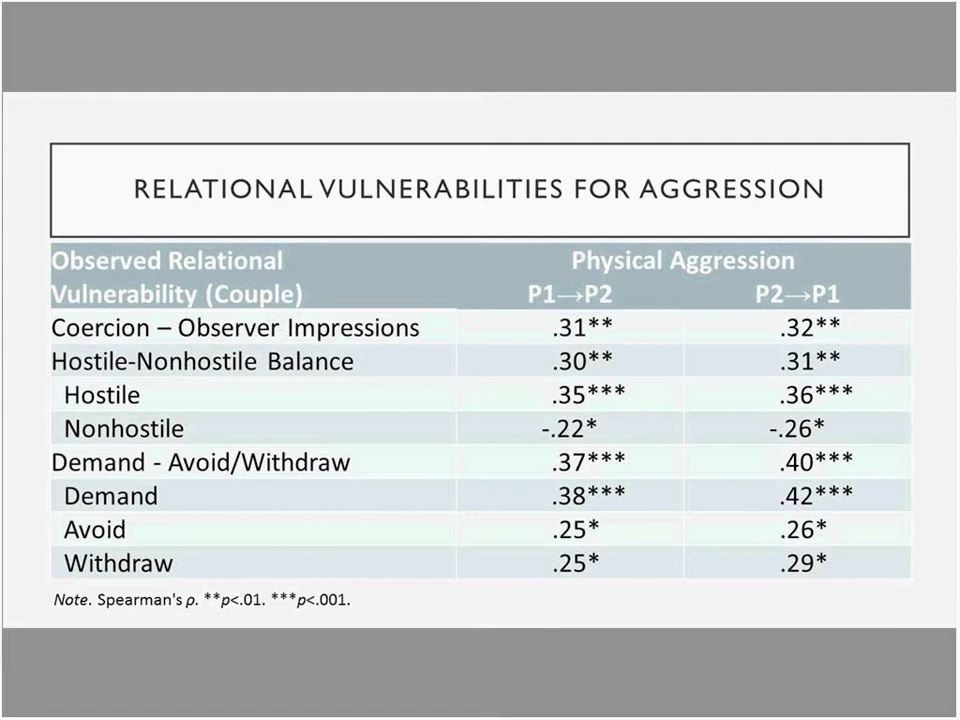 RELATIONAL VULNERABILITIES FOR AGGRESSION
Observed Relational Physical Aggression
Vulnerability (Couple) P1→P2 P2→P1
Coercion – Observer Impressions .31** .32**
Hostile-Nonhostile Balance .30** .31**
Hostile .35*** .36***
Nonhostile -.22* -.26*
Demand - Avoid/Withdraw .37*** .40***
Demand .38*** .42***
Avoid .25* .26*
Withdraw .25* .29*
Note. Spearman's ρ. **p<.01. ***p<.001.